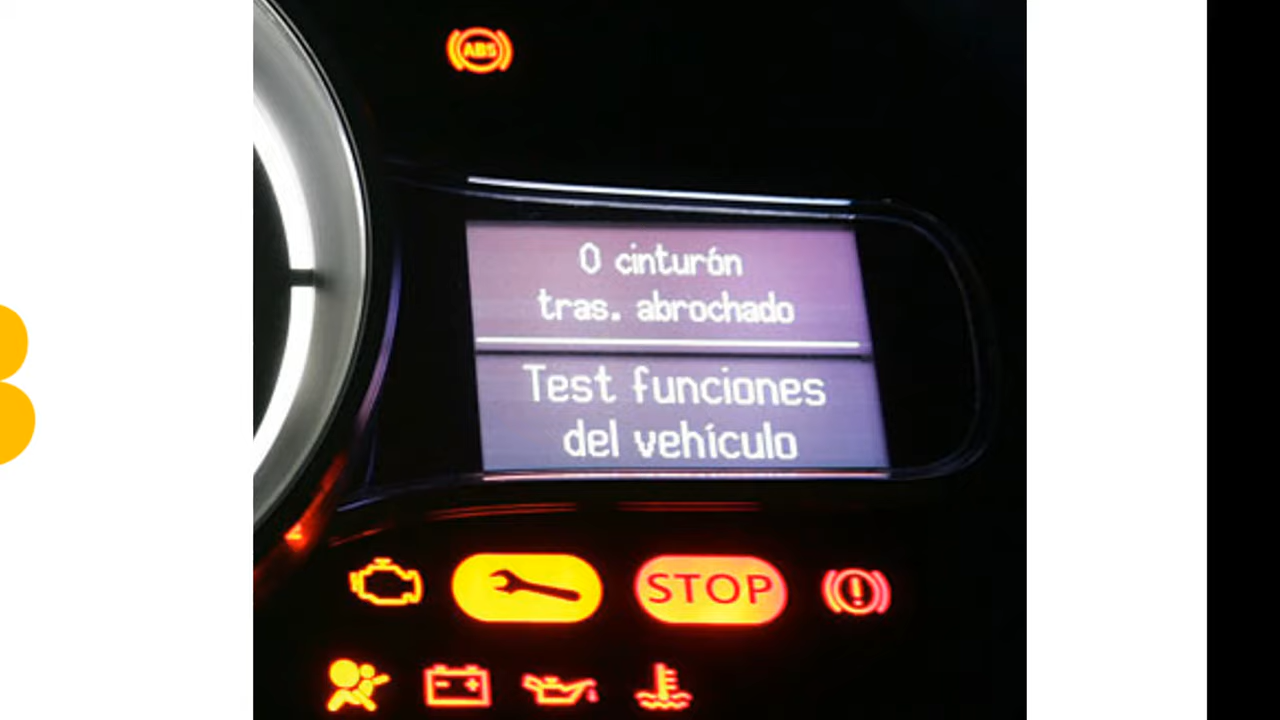 ABS
0 cinturón
tras. abrochado
Test funciones
del vehículo
STOP